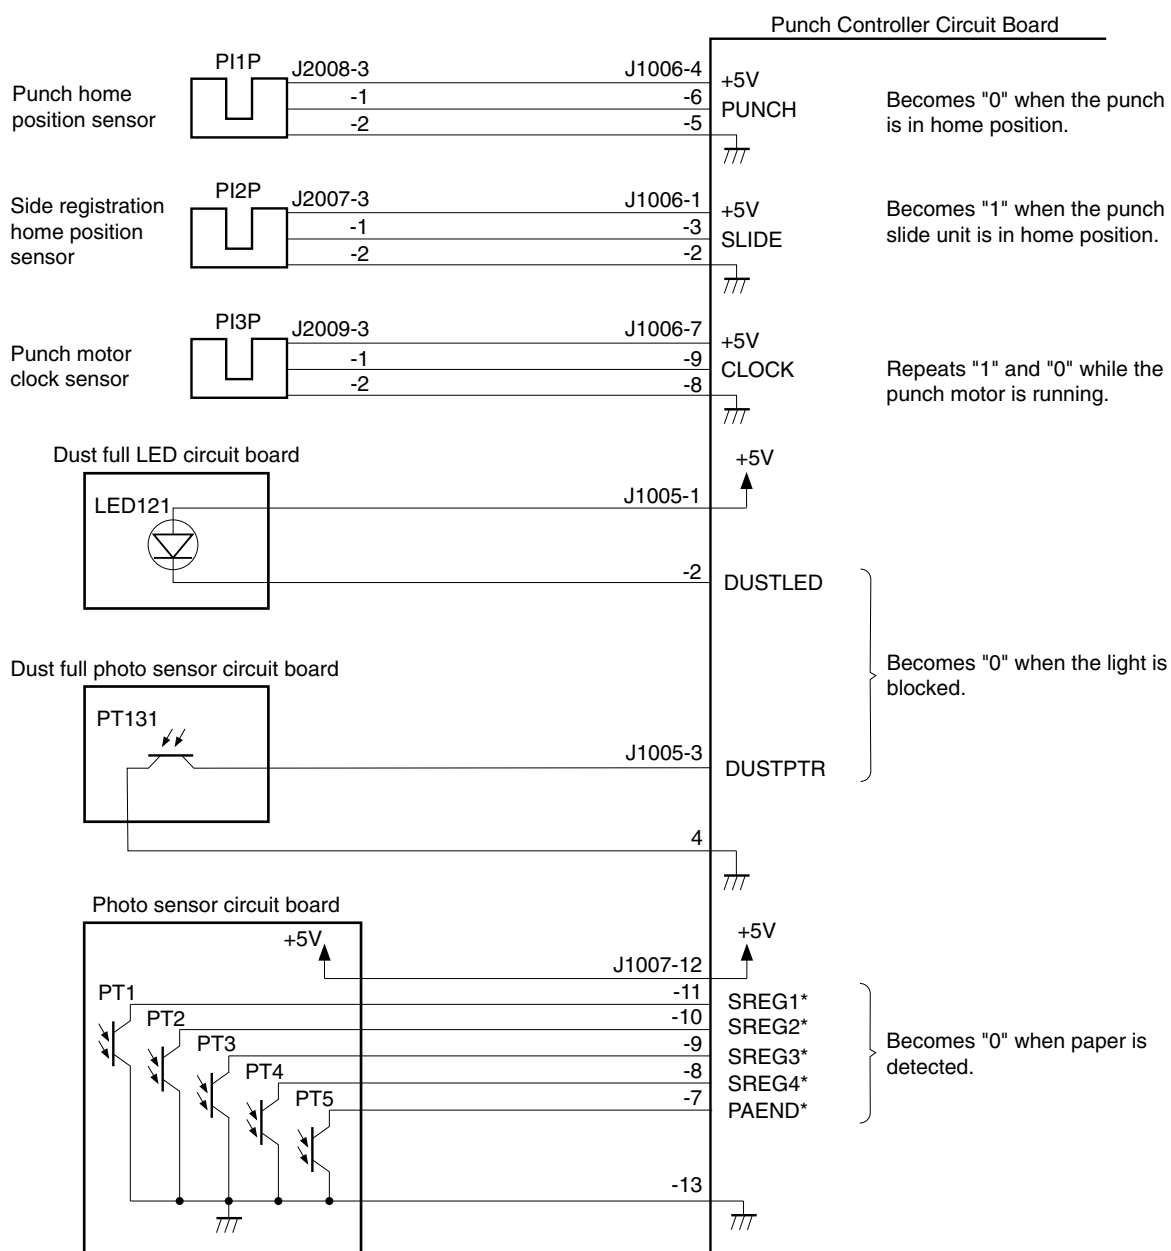 Punch Controller Circuit Board
PI1P
J2008-3
J1006-4
+5V
Punch home
position sensor
-1
-6
PUNCH
-2
-5
Becomes "0" when the punch
is in home position.
PI2P
J2007-3
J1006-1
+5V
Side registration
home position
sensor
-1
-3
SLIDE
-2
-2
Becomes "1" when the punch
slide unit is in home position.
PI3P
J2009-3
J1006-7
+5V
Punch motor
clock sensor
-1
-9
CLOCK
-2
-8
Repeats "1" and "0" while the
punch motor is running.
Dust full LED circuit board
+5V
LED121
J1005-1
-2
DUSTLED
Becomes "0" when the light is
blocked.
Dust full photo sensor circuit board
PT131
J1005-3
DUSTPTR
4
Photo sensor circuit board
+5V
+5V
J1007-12
PT1
-11
SREG1*
PT2
-10
SREG2*
PT3
-9
SREG3*
PT4
-8
SREG4*
PT5
-7
PAEND*
Becomes "0" when paper is
detected.
-13